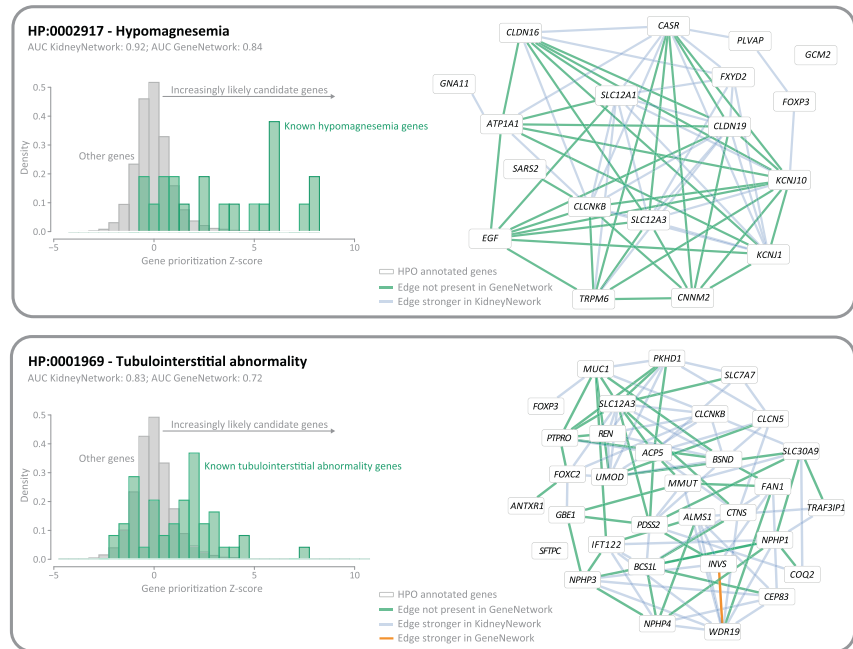 HP:0002917 - Hypomagnesemia
AUC KidneyNetwork: 0.92; AUC GeneNetwork: 0.84
Increasingly likely candidate genes
Known hypomagnesemia genes
Other genes
Density
0.5
0.4
0.3
0.2
0.1
0.0
−5
0
5
10
Gene prioritization Z-score
CASR
CLDN16
PLVAP
GCM2
FXYD2
GNA11
SLC12A1
FOXP3
ATP1A1
CLDN19
SARS2
KCNJ10
CLCNKB
SLC12A3
EGF
KCNJ1
TRPM6
CNNM2
HPO annotated genes
Edge not present in GeneNetwork
Edge stronger in KidneyNework
HP:0001969 - Tubulointerstitial abnormality
AUC KidneyNetwork: 0.83; AUC GeneNetwork: 0.72
Increasingly likely candidate genes
Other genes
Known tubulointerstitial abnormality genes
Density
0.5
0.4
0.3
0.2
0.1
0.0
−5
0
5
10
Gene prioritization Z-score
PKHD1
MUC1
SLC7A7
FOXP3
SLC12A3
CLCNKB
CLCN5
PTPRO
REN
ACP5
SLC30A9
BSND
FOXC2
UMOD
MMUT
FAN1
ANTXR1
GBE1
PDSS2
ALMS1
CTNS
TRAF3IP1
SFTPC
IFT122
NPHP1
BCS1L
INVS
COQ2
NPHP3
CEP83
NPHP4
WDR19
HPO annotated genes
Edge not present in GeneNetwork
Edge stronger in KidneyNework
Edge stronger in GeneNework